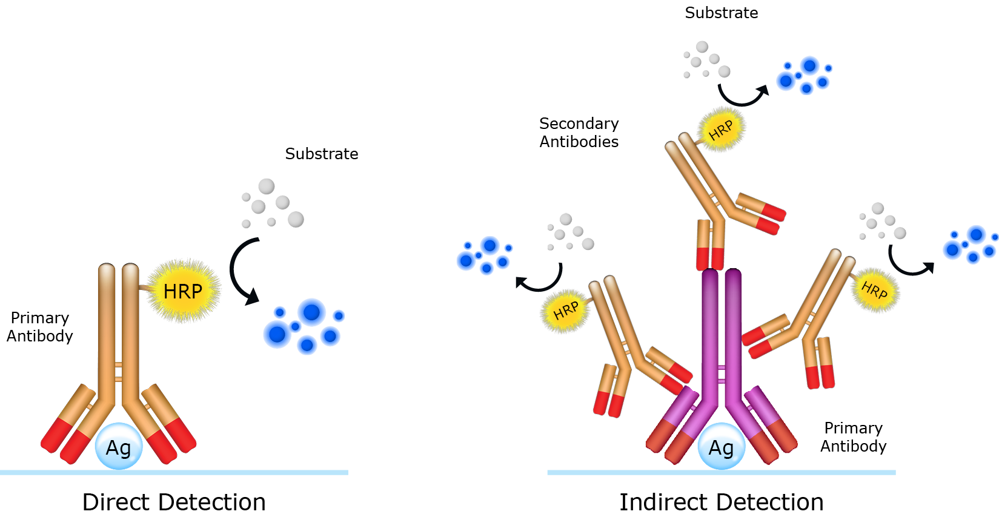 Substrate
HRP
Primary
Antibody
Ag
Direct Detection
Substrate
HRP
Secondary
Antibodies
HRP
HRP
Primary
Antibody
Ag
Indirect Detection